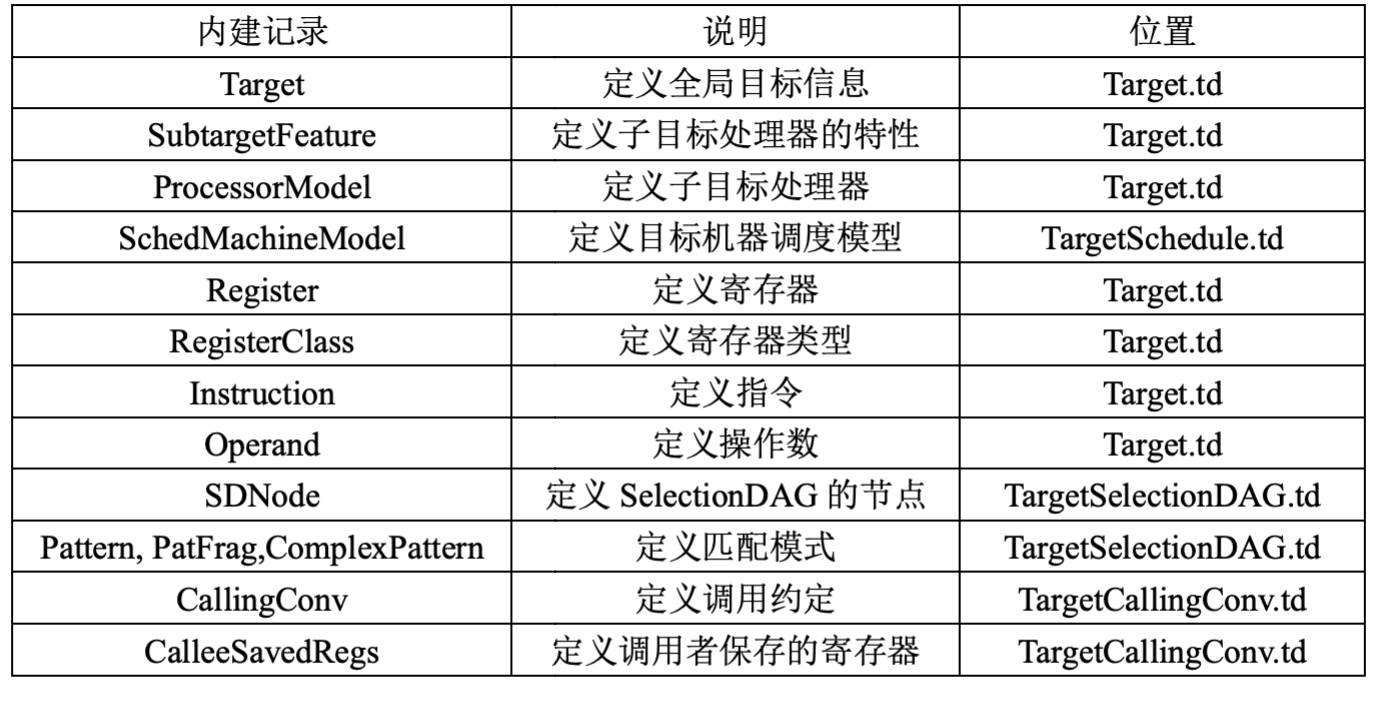 内建记录 说明 位置
Target 定义全局目标信息 Target.td
SubtargetFeature 定义子目标处理器的特性 Target.td
ProcessorModel 定义子目标处理器 Target.td
SchedMachineModel 定义目标机器调度模型 TargetSchedule.td
Register 定义寄存器 Target.td
RegisterClass 定义寄存器类型 Target.td
Instruction 定义指令 Target.td
Operand 定义操作数 Target.td
SDNode 定义 SelectionDAG 的节点 TargetSelectionDAG.td
Pattern, PatFrag,ComplexPattern 定义匹配模式 TargetSelectionDAG.td
CallingConv 定义调用约定 TargetCallingConv.td
CalleeSavedRegs 定义调用者保存的寄存器 TargetCallingConv.td